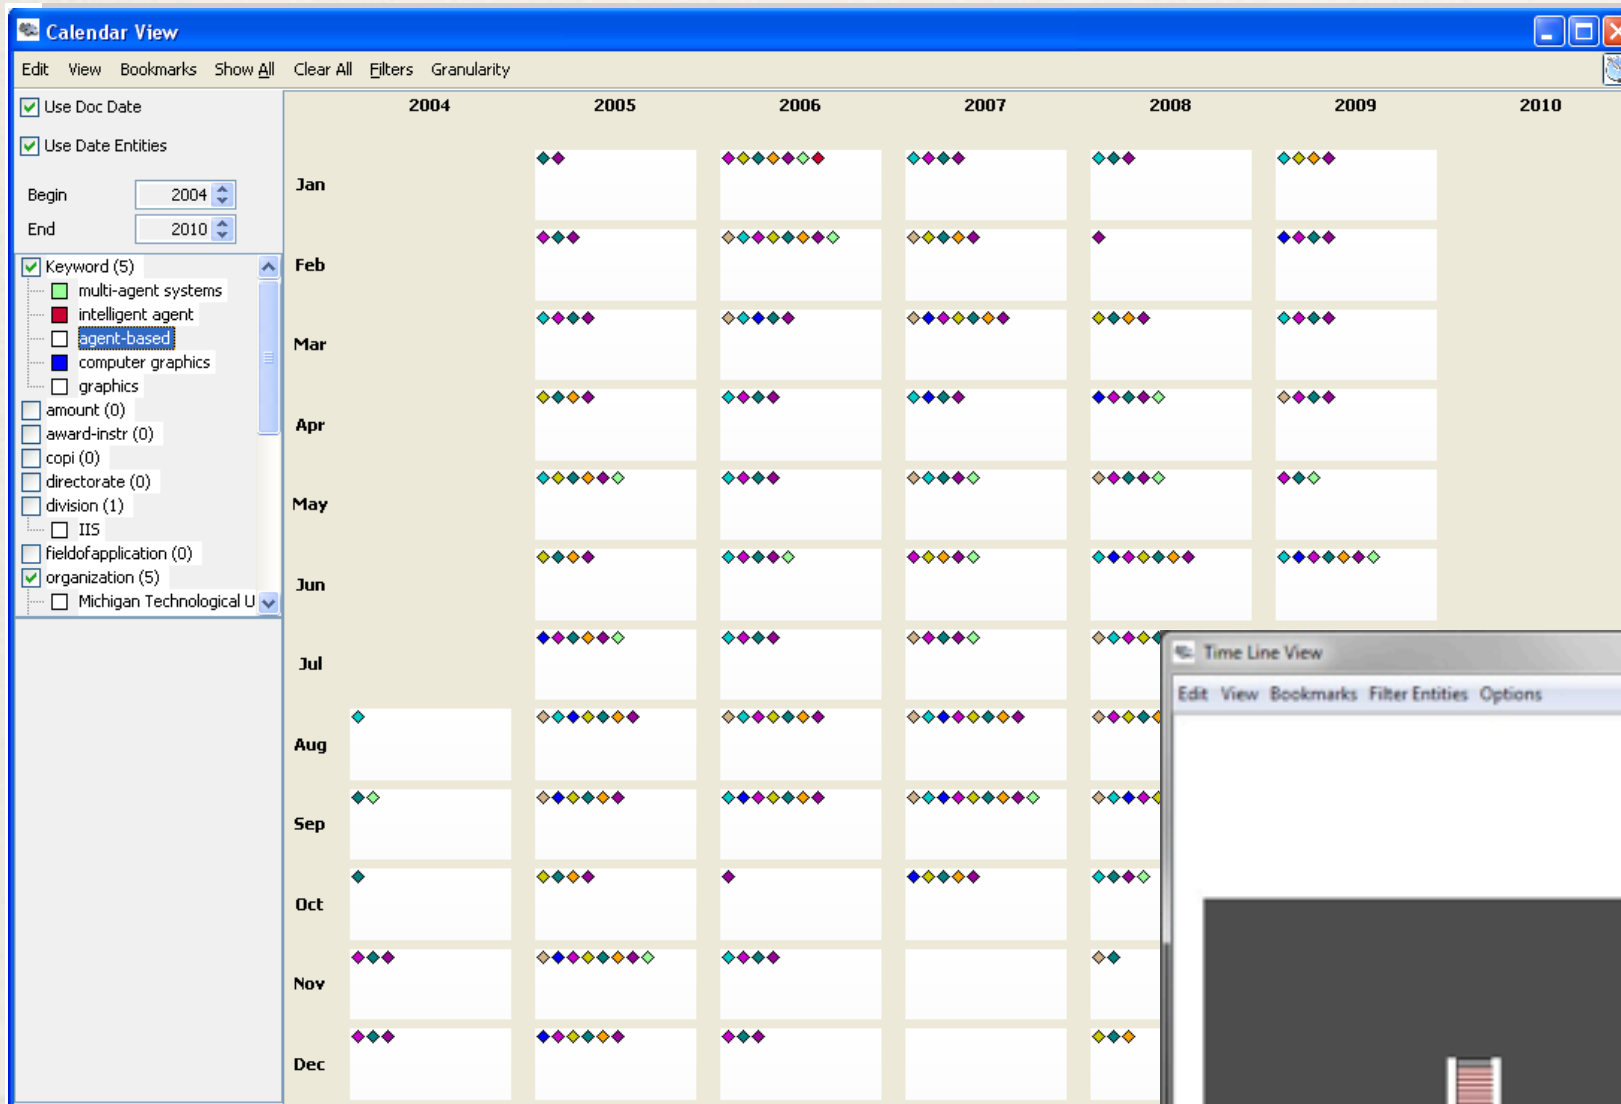 Calendar View
Edit View Bookmarks Show All Clear All Filters Granularity
Use Doc Date
Use Date Entities
Begin 2004
End 2010
Keyword (5)
multi-agent systems
intelligent agent
agent-based
computer graphics
graphics
amount (0)
award-instr (0)
copi (0)
directorate (0)
division (1)
IIS
fieldofapplication (0)
organization (5)
Michigan Technological U
2004 2005 2006 2007 2008 2009 2010
Jan
Feb
Mar
Apr
May
Jun
Jul
Aug
Sep
Oct
Nov
Dec
Time Line View
Edit View Bookmarks Filter Entities Options